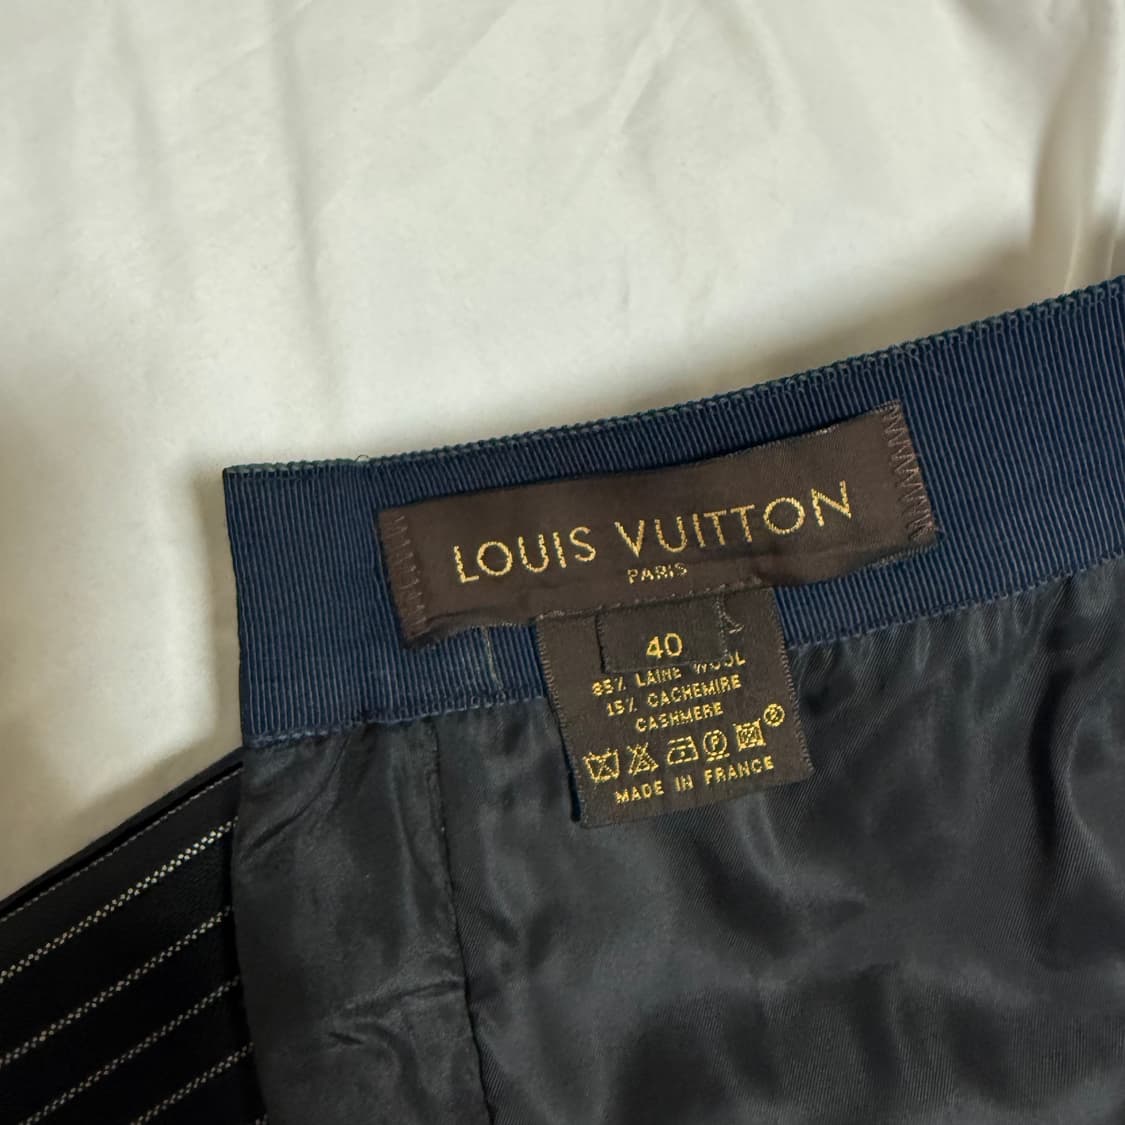 LOUIS VUITTON
PARIS
40
85% LAINE WOOL
15% CACHEMIRE
CASHMERE
MADE IN FRANCE